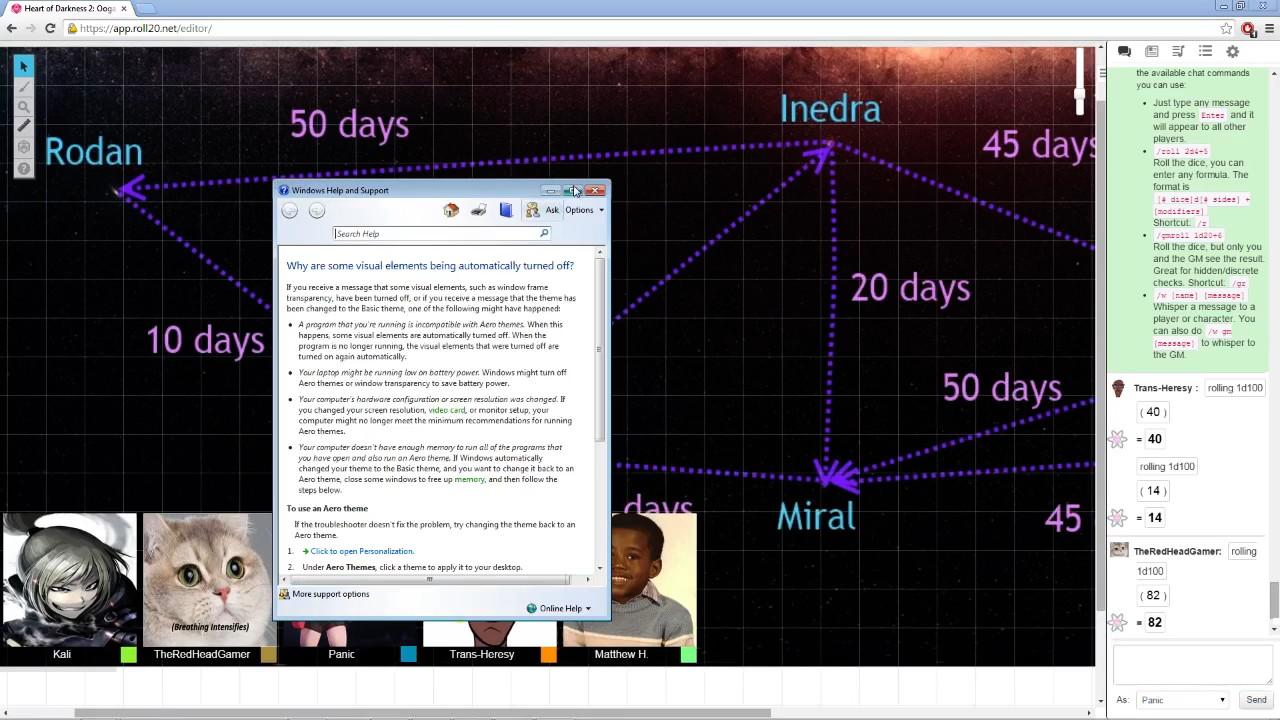 Heart of Darkness 2: Ooga
https://app.roll20.net/editor/
Rodan
50 days
Inedra
45 days
10 days
20 days
50 days
days
Miral
45
Windows Help and Support
Ask
Options
Search Help
Why are some visual elements being automatically turned off?
If you receive a message that some visual elements, such as window frame
transparency, have been turned off, or if you receive a message that the theme has
been changed to the Basic theme, one of the following might have happened:
A program that you're running is incompatible with Aero themes. When this
happens, some visual elements are automatically turned off. When the
program is no longer running, the visual elements that were turned off are
turned on again automatically.
Your laptop might be running low on battery power. Windows might turn off
Aero themes or window transparency to save battery power.
Your computer's hardware configuration or screen resolution was changed. If
you changed your screen resolution, video card, or monitor setup, your
computer might no longer meet the minimum recommendations for running
Aero themes.
Your computer doesn't have enough memory to run all of the programs that
you have open and also run an Aero theme. If Windows automatically
changed your theme to the Basic theme, and you want to change it back to an
Aero theme, close some windows to free up memory, and then follow the
steps below.
To use an Aero theme
If the troubleshooter doesn't fix the problem, try changing the theme back to an
Aero theme.
1. Click to open Personalization.
2. Under Aero Themes, click a theme to apply it to your desktop.
More support options
Online Help
(Breathing Intensifies)
Kali
TheRedHeadGamer
Panic
Trans-Heresy
Matthew H.
the available chat commands
you can use:
Just type any message
and press Enter and it
will appear to all other
players.
/roll 2d4+5
Roll the dice, you can
enter any formula. The
format is
[# dice]d[# sides] +
[modifiers]
Shortcut: /r
/gmroll 1d20+6
Roll the dice, but only you
and the GM see the result.
Great for hidden/discrete
checks. Shortcut: /gr
/w [name] [message]
Whisper a message to a
player or character. You
can also do /w gm
[message] to whisper to
the GM.
Trans-Heresy : rolling 1d100
( 40 )
= 40
rolling 1d100
( 14 )
= 14
TheRedHeadGamer: rolling
1d100
( 82 )
= 82
As: Panic
Send